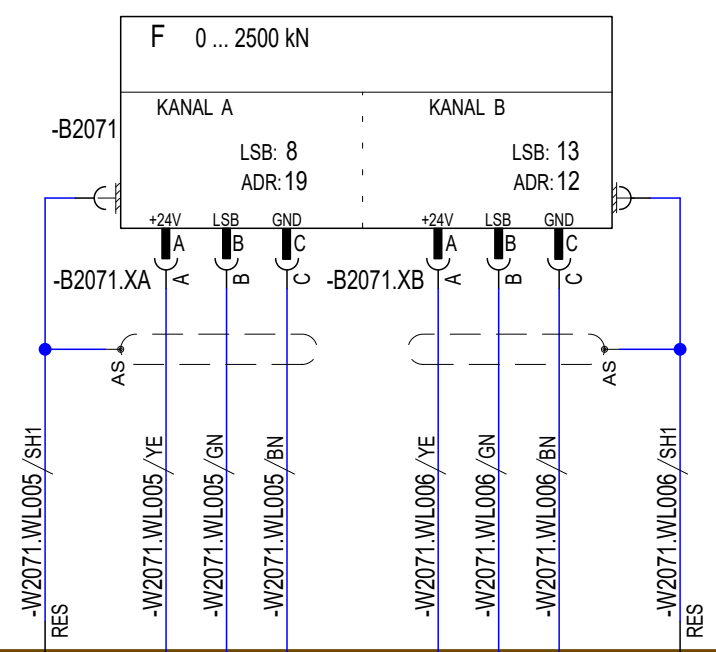 F 0 ... 2500 kN
KANAL A
KANAL B
-B2071
LSB: 8
LSB: 13
ADR: 19
ADR: 12
+24V LSB GND
+24V LSB GND
A B C
A B C
-B2071.XA
-B2071.XB
A B C
A B C
AS
AS
-W2071.WL005 /SH1
-W2071.WL005 /YE
-W2071.WL005 /GN
-W2071.WL005 /BN
-W2071.WL006 /YE
-W2071.WL006 /GN
-W2071.WL006 /BN
-W2071.WL006 /SH1
RES
RES